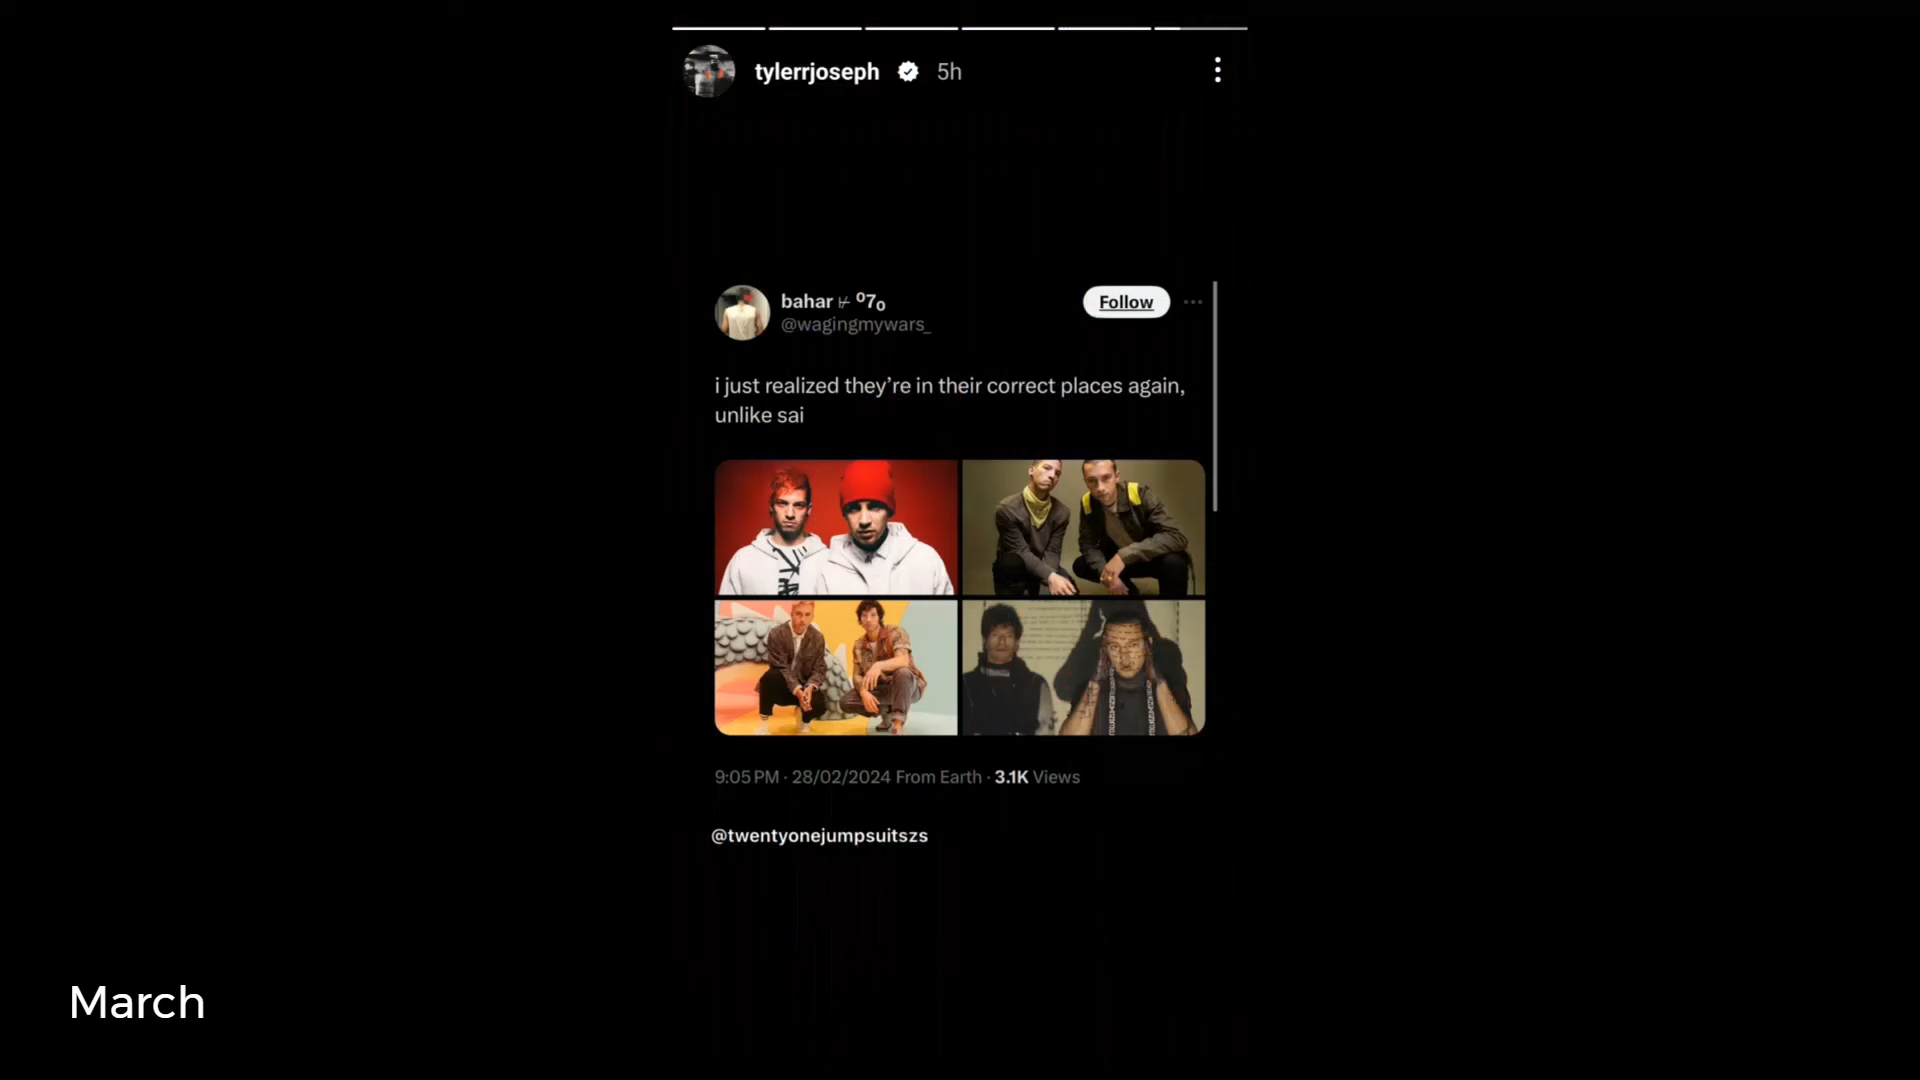 tylerrjoseph 5h
bahar ⊬ ⁰7₀
Follow
@wagingmywars_
i just realized they’re in their correct places again,
unlike sai
9:05 PM · 28/02/2024 From Earth · 3.1K Views
@twentyonejumpsuitszs
March